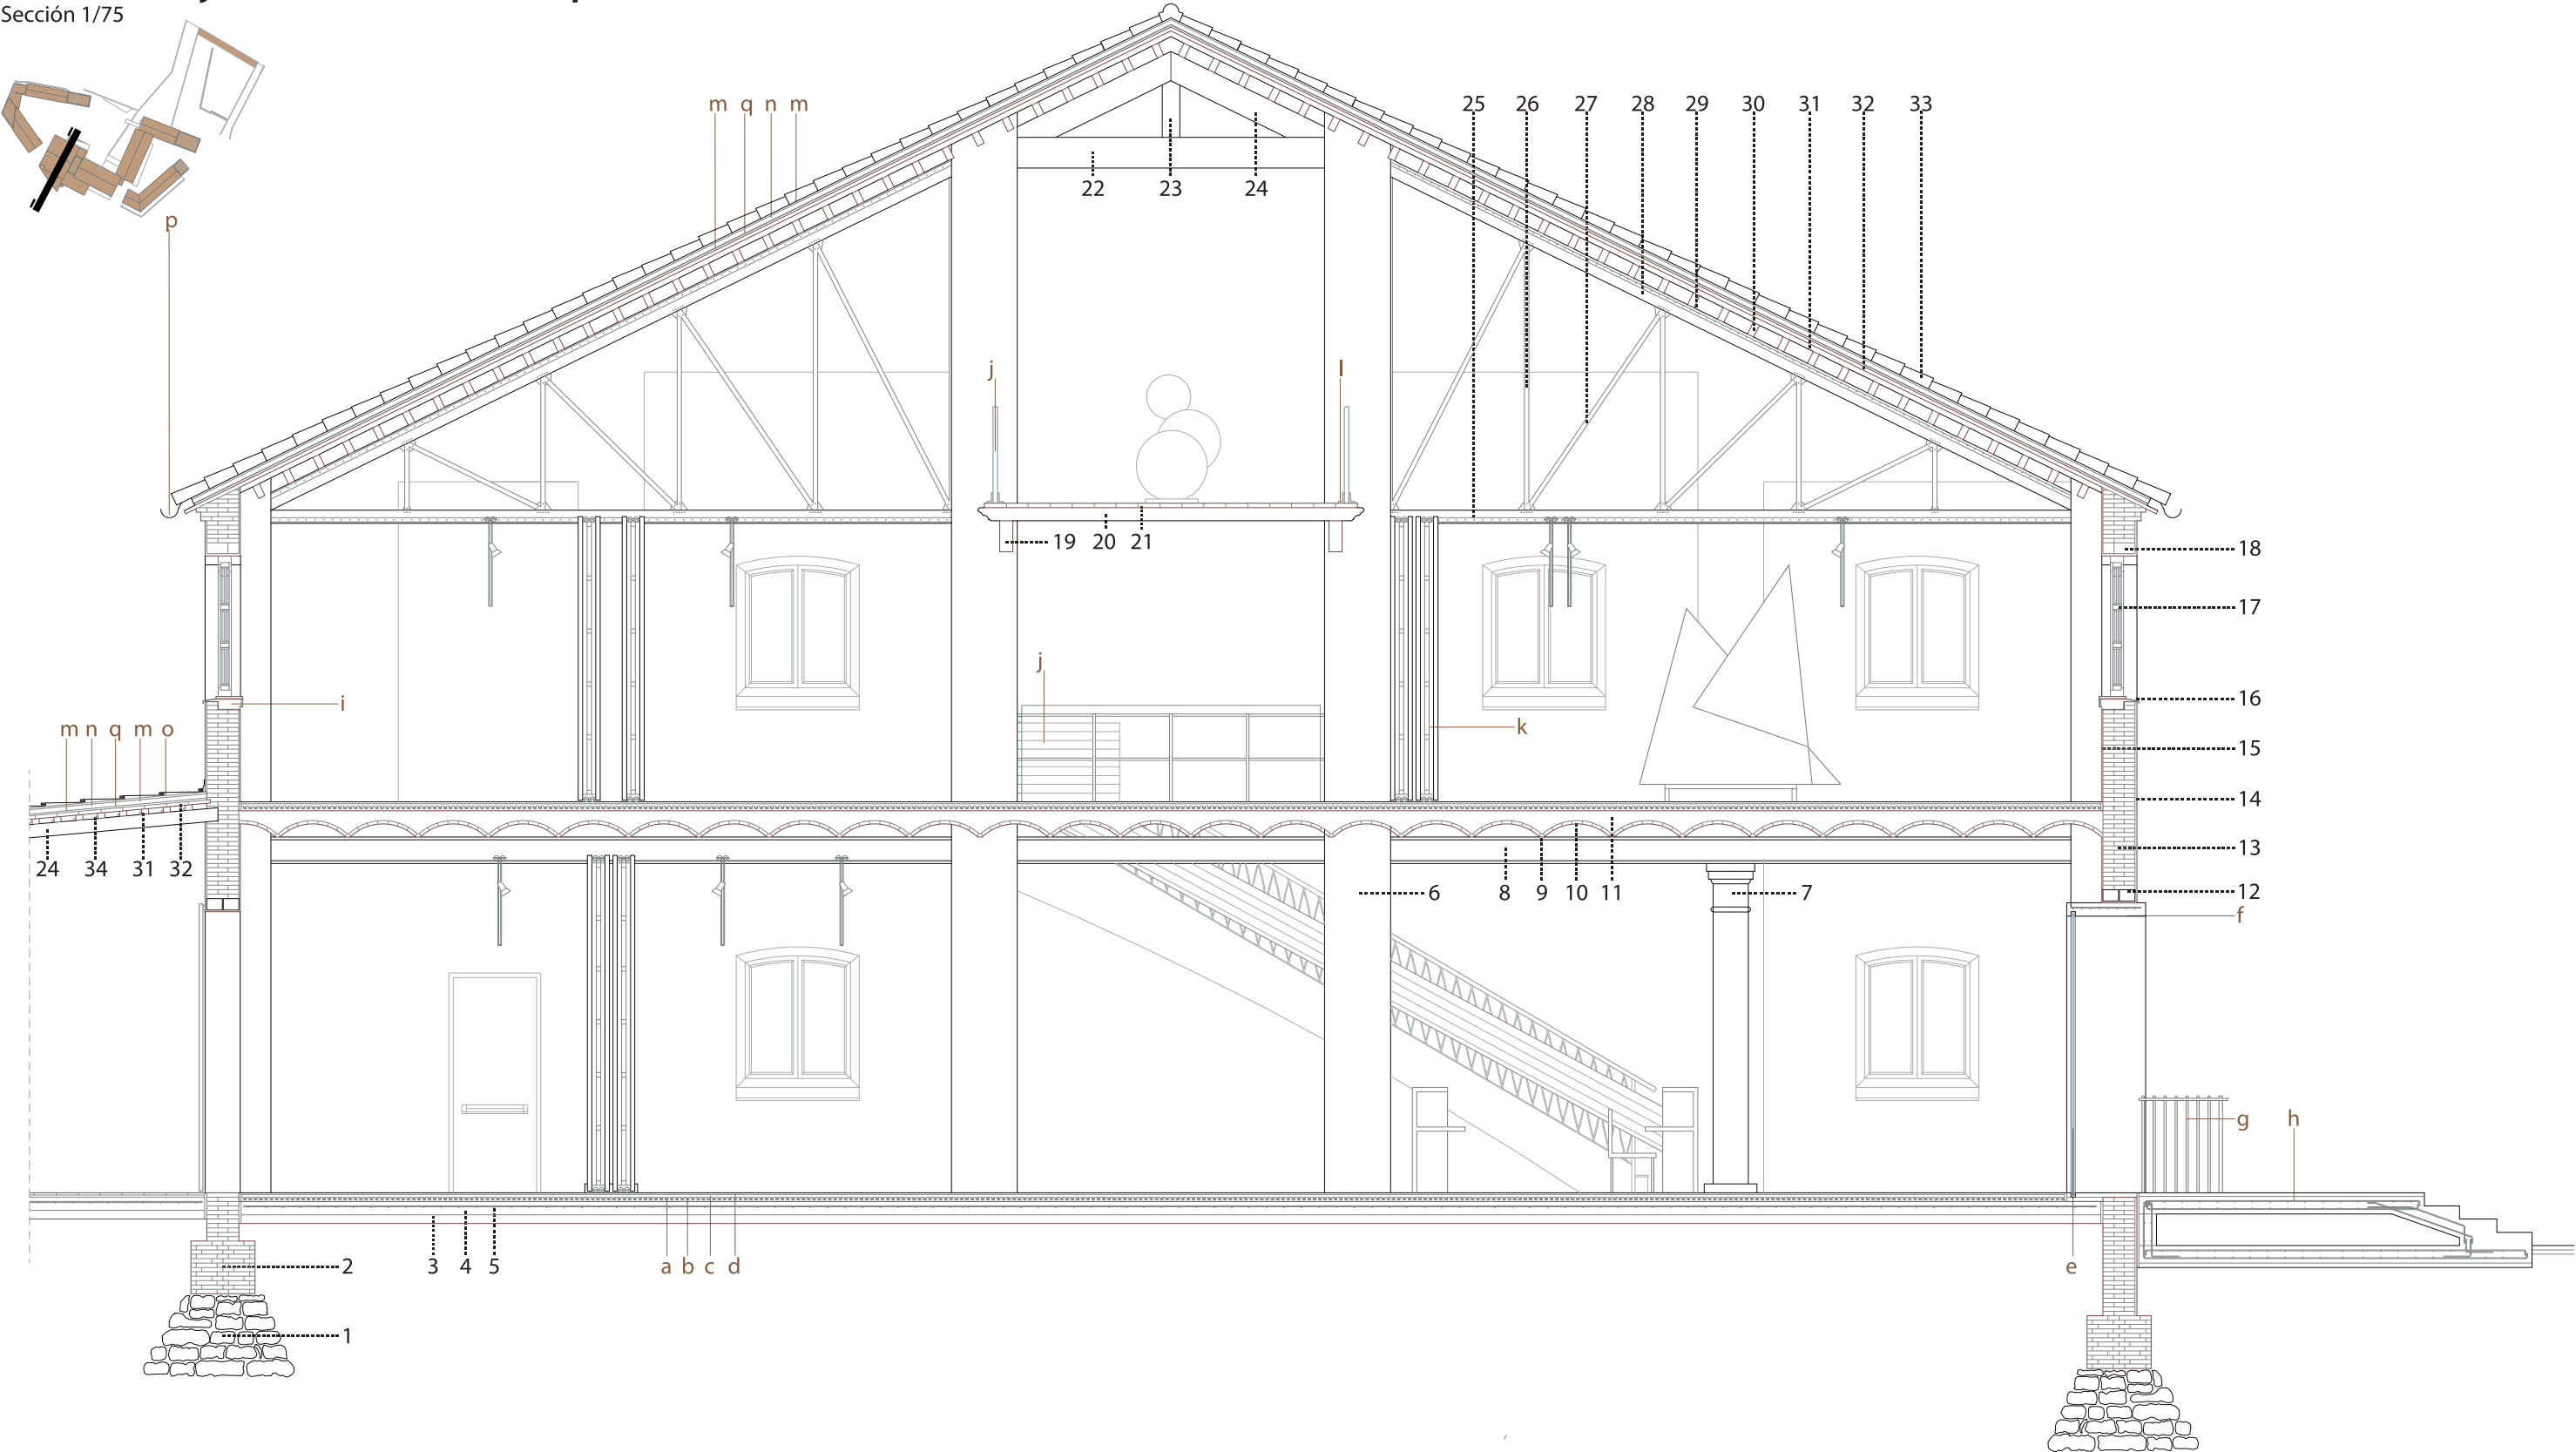 Sección 1/75
m q n m
25 26 27 28 29 30 31 32 33
22 23 24
p
j
l
19 20 21
18
17
j
i
k
16
m n q m o
15
14
24 34 31 32
13
6 8 9 10 11 7 12
f
g h
2 3 4 5 a b c d e
1